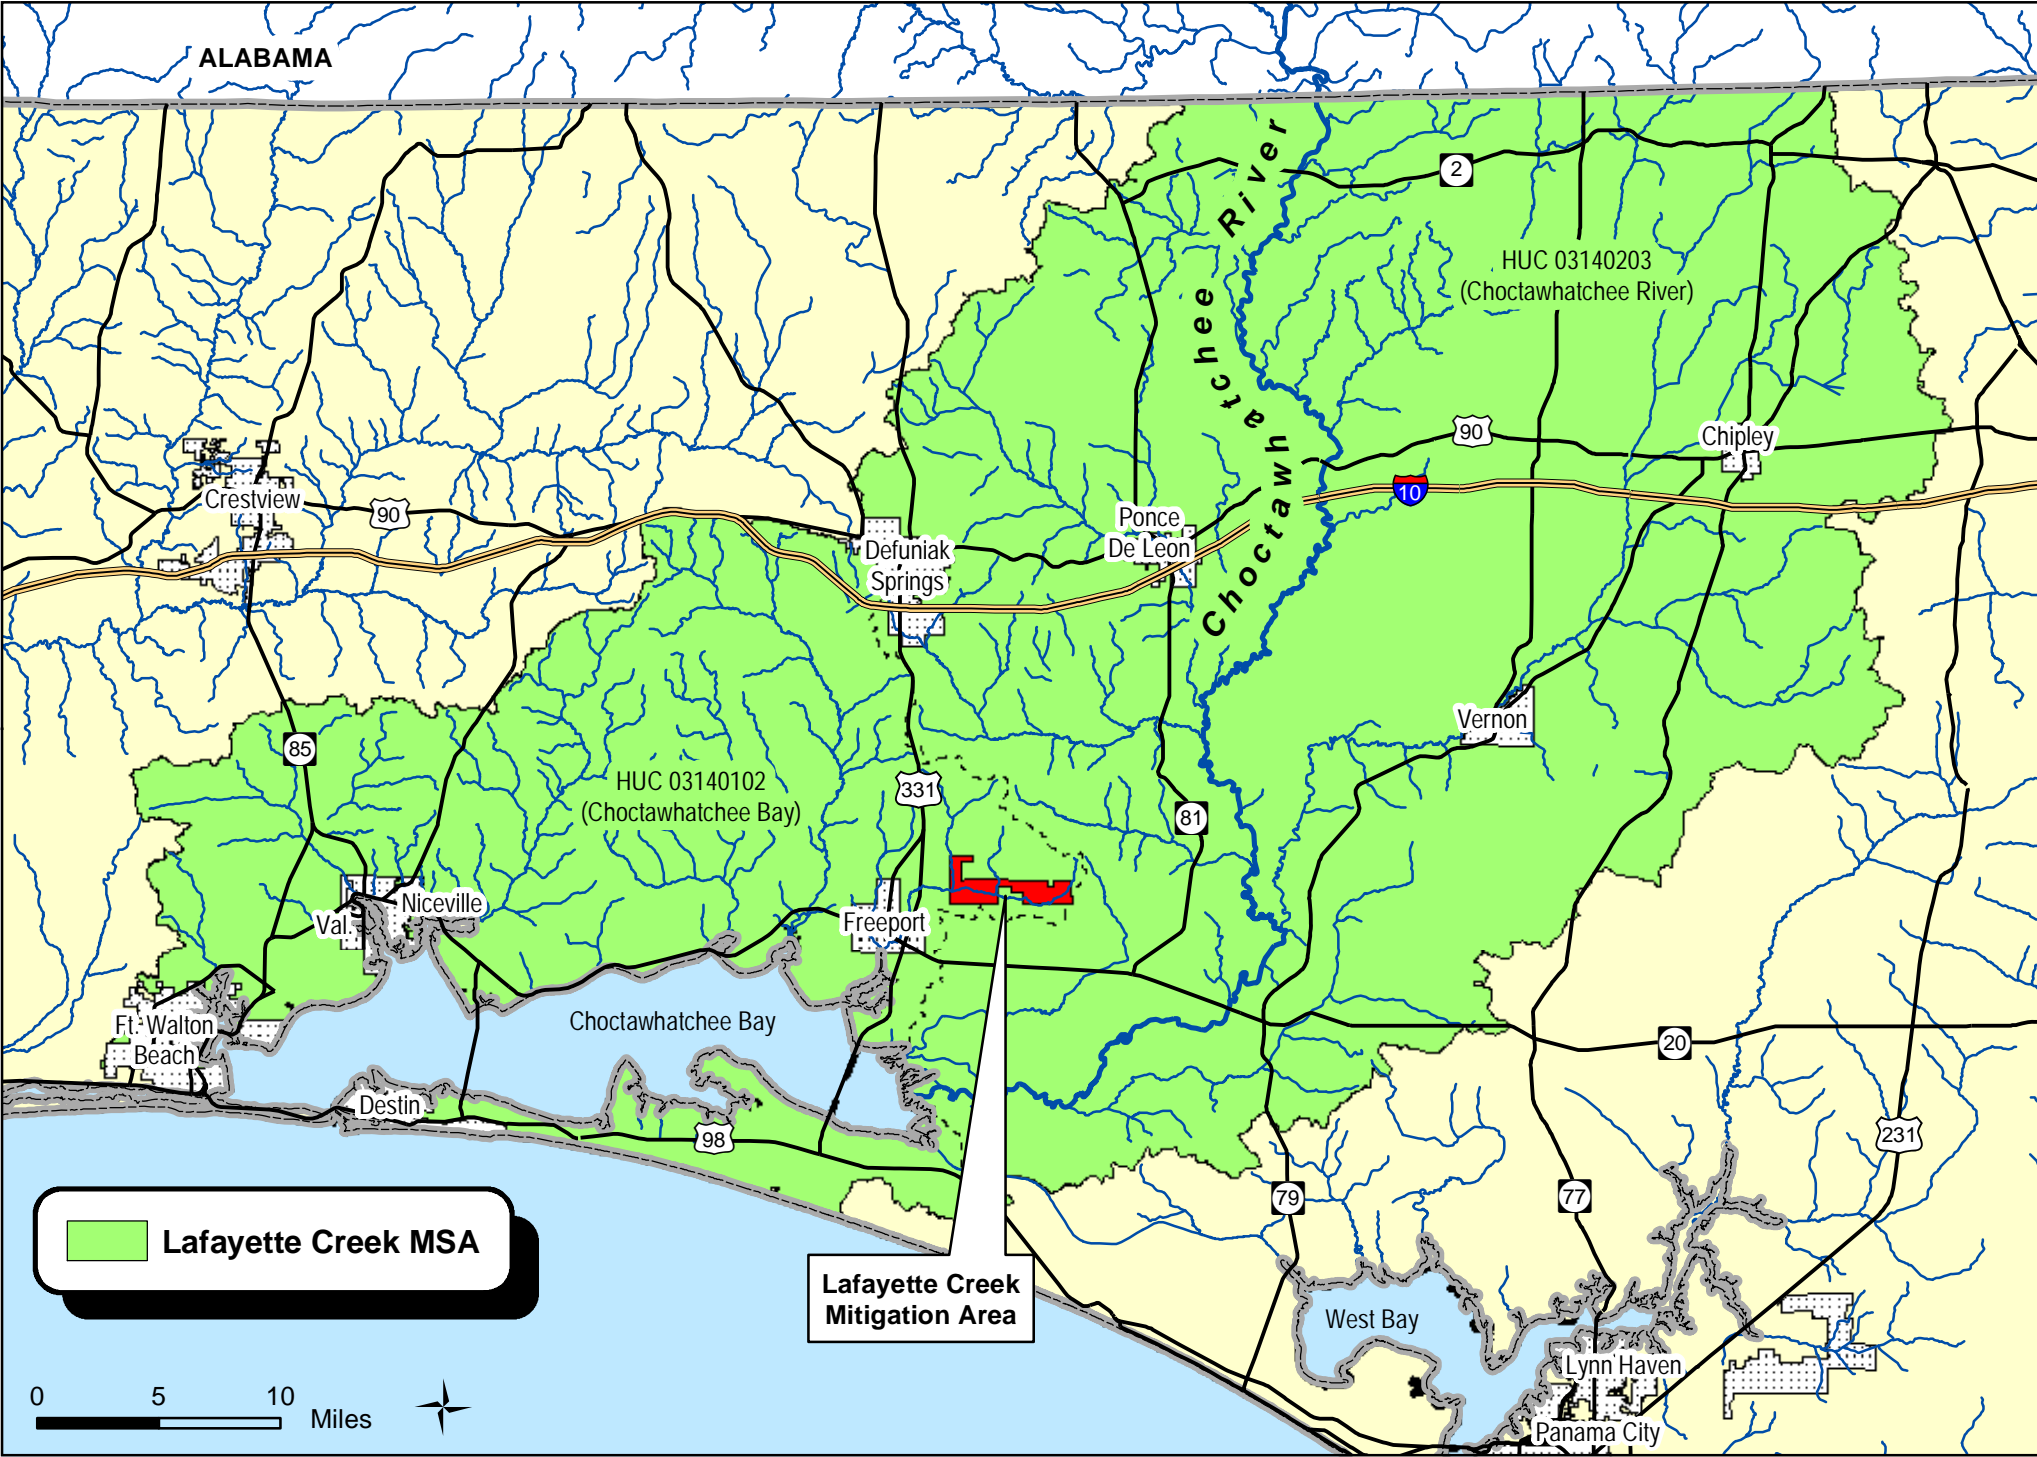 ALABAMA
2
HUC 03140203
(Choctawhatchee River)
Choctawhatchee River
90
Chipley
10
Crestview
90
Ponce
De Leon
Defuniak
Springs
Vernon
85
HUC 03140102
(Choctawhatchee Bay)
331
81
Niceville
Val.
Freeport
Choctawhatchee Bay
Ft. Walton
Beach
20
Destin
98
231
79
77
Lafayette Creek MSA
Lafayette Creek
Mitigation Area
West Bay
Lynn Haven
0 5 10
Miles
Panama City